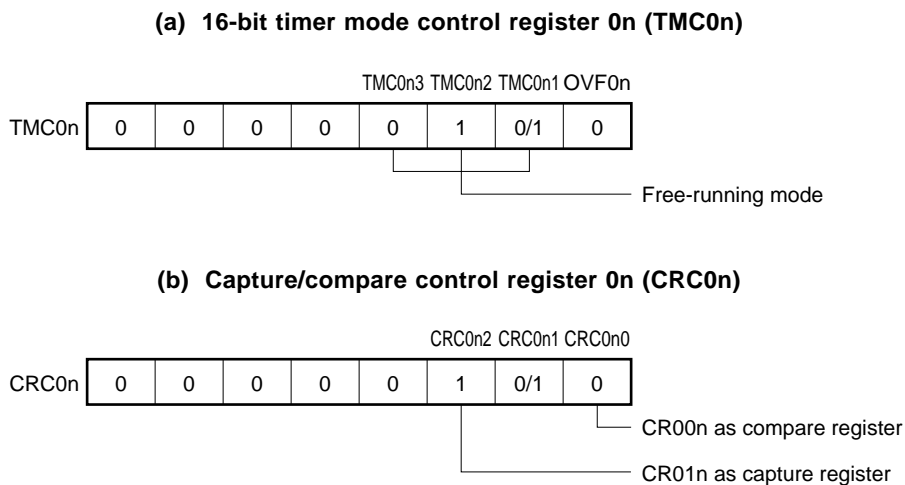 (a) 16-bit timer mode control register 0n (TMC0n)
TMC0n3 TMC0n2 TMC0n1 OVF0n
TMC0n 0 0 0 0 0 1 0/1 0
Free-running mode
(b) Capture/compare control register 0n (CRC0n)
CRC0n2 CRC0n1 CRC0n0
CRC0n 0 0 0 0 0 1 0/1 0
CR00n as compare register
CR01n as capture register